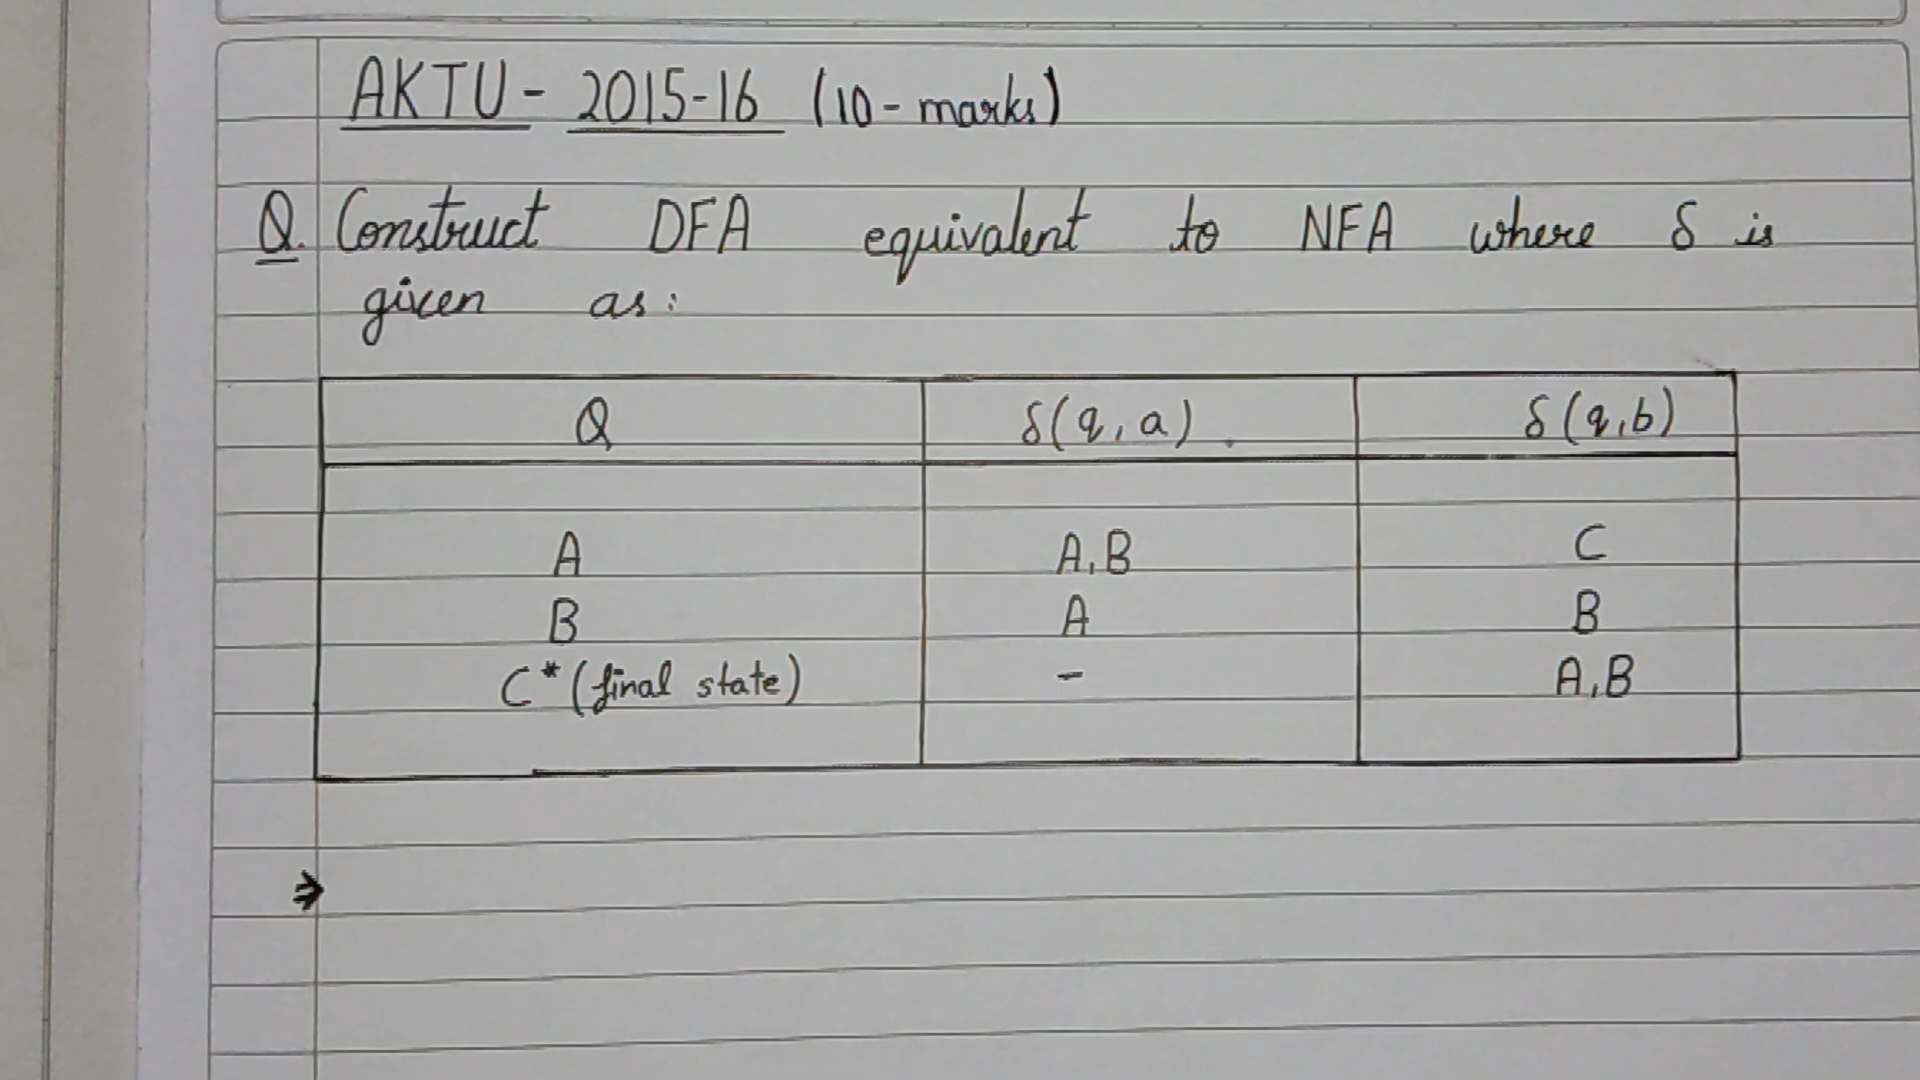 AKTU - 2015-16 (10 - marks)
Q. Construct DFA equivalent to NFA where δ is
given as:
Q δ(q, a) δ(q,b)
A A,B C
B A B
C* (final state) - A,B
⇒